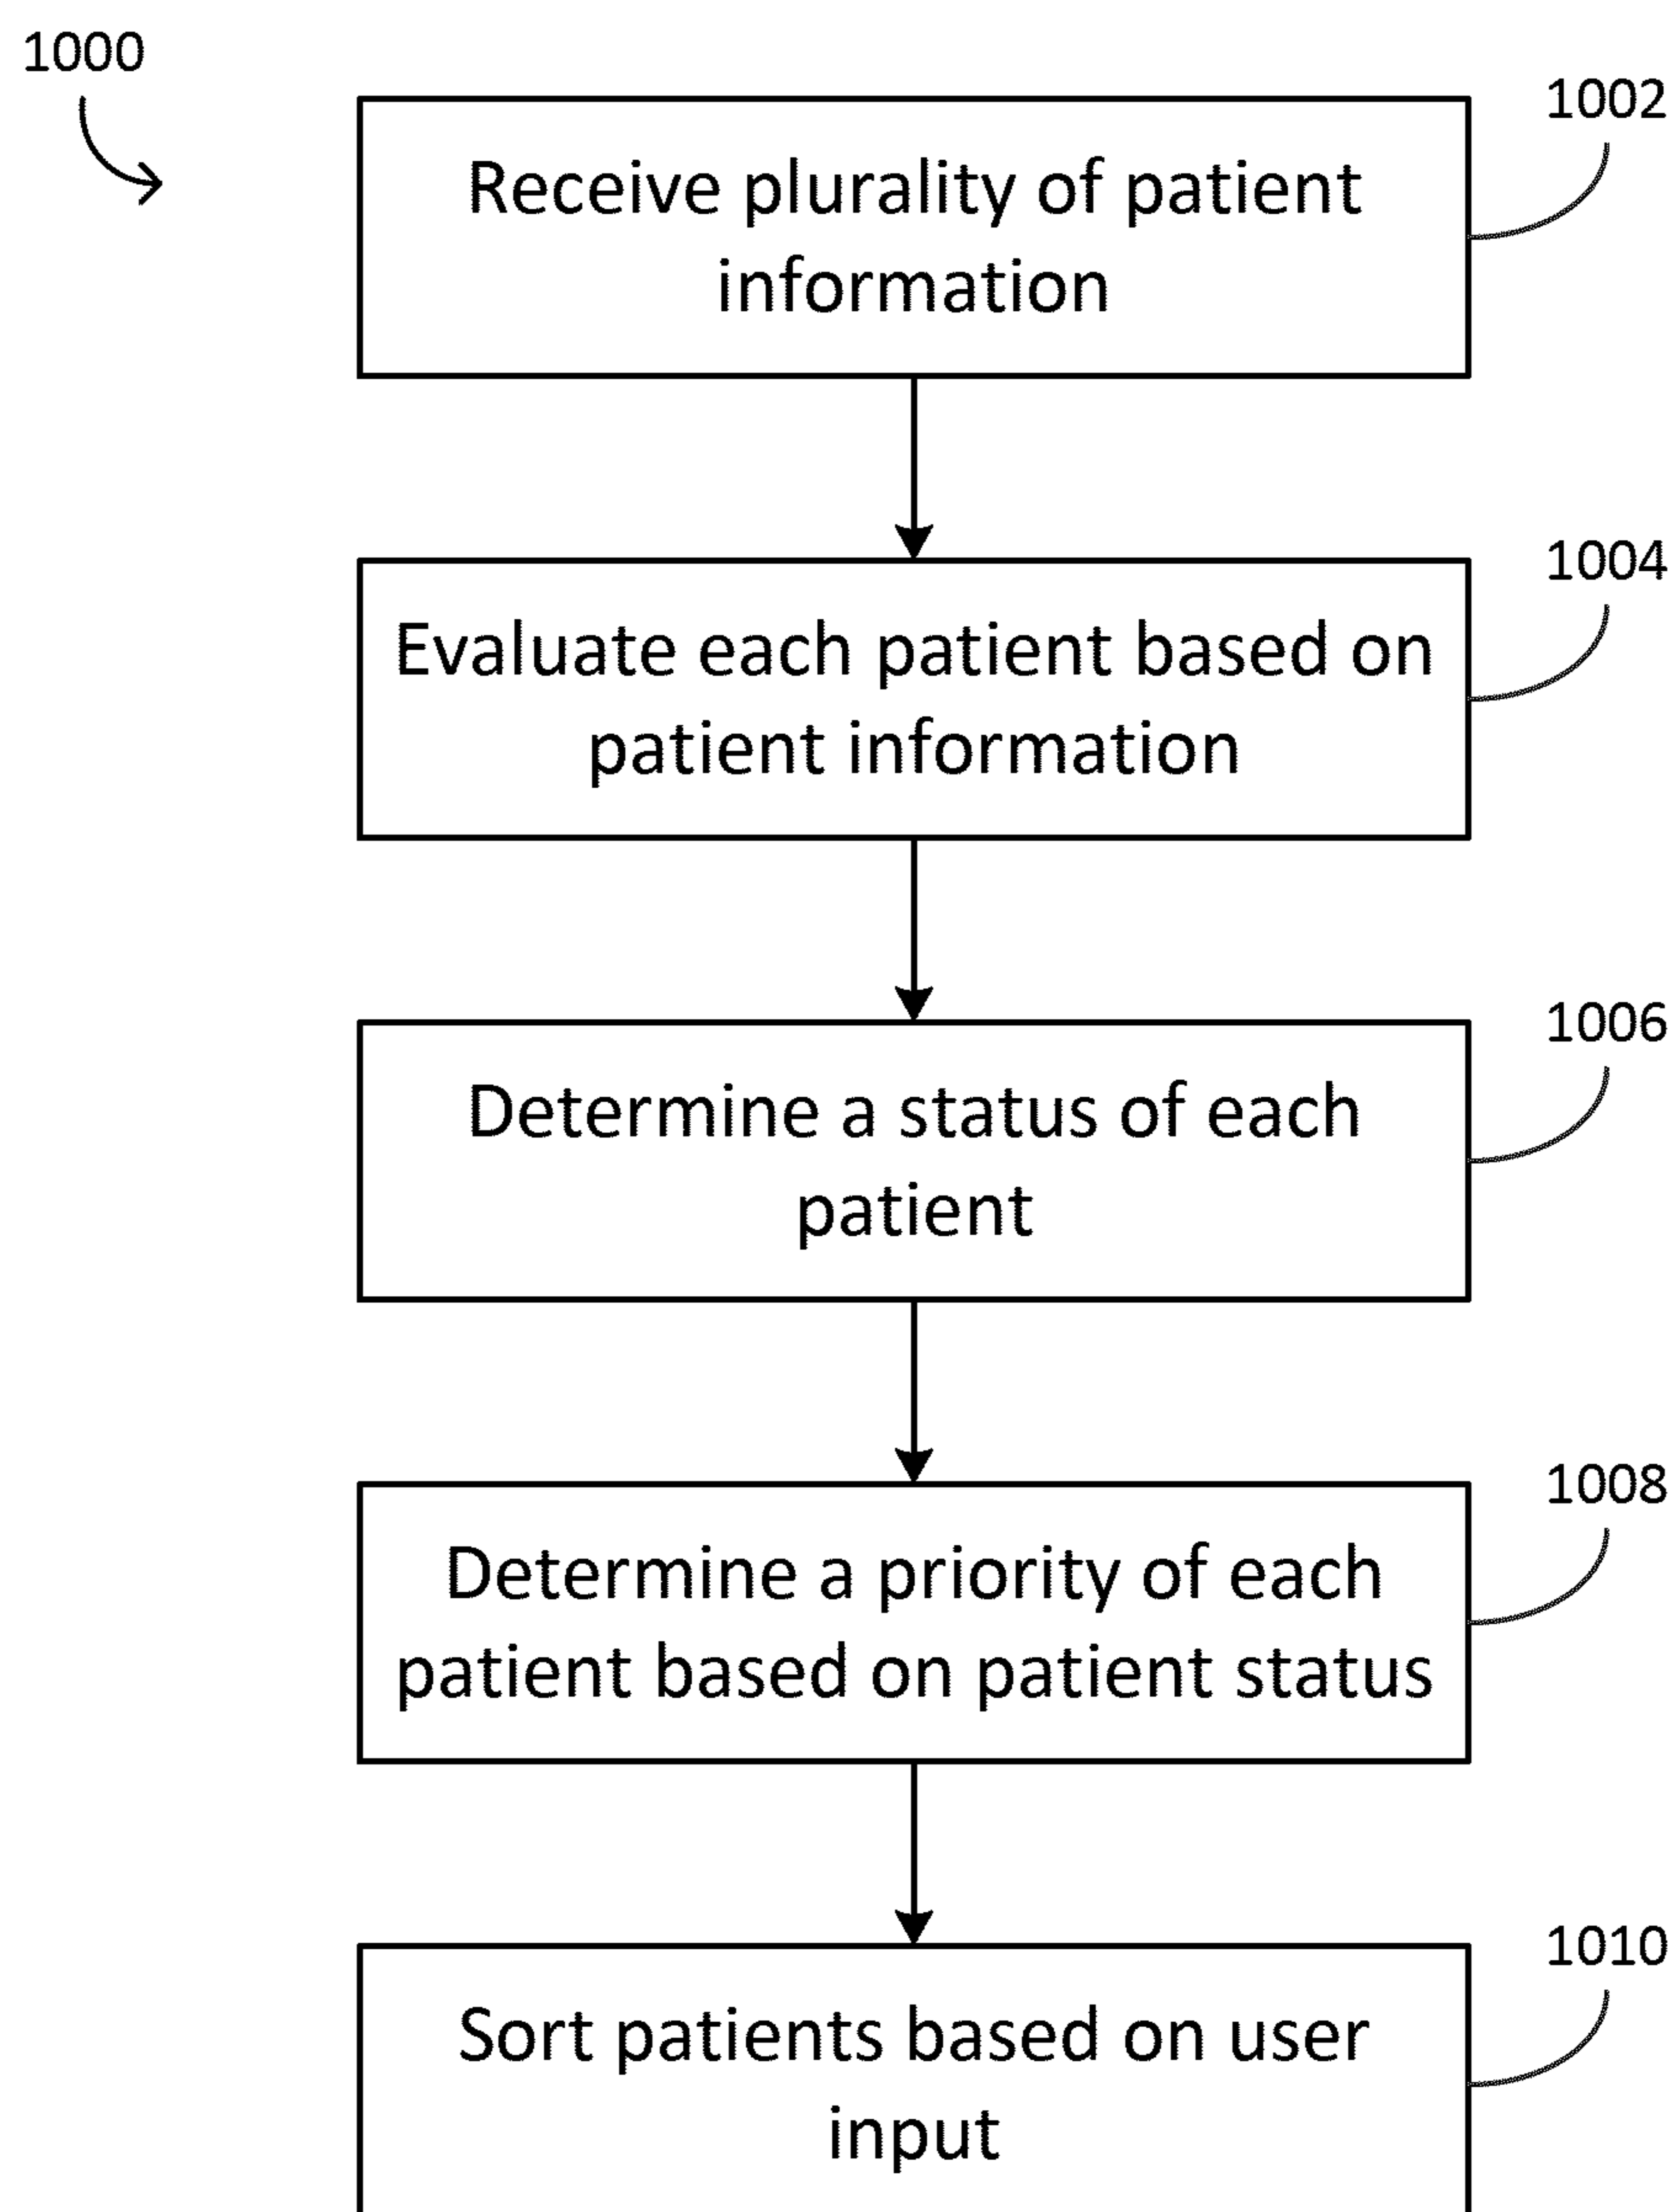 1000
1002
Receive plurality of patient
information
1004
Evaluate each patient based on
patient information
1006
Determine a status of each
patient
1008
Determine a priority of each
patient based on patient status
1010
Sort patients based on user
input